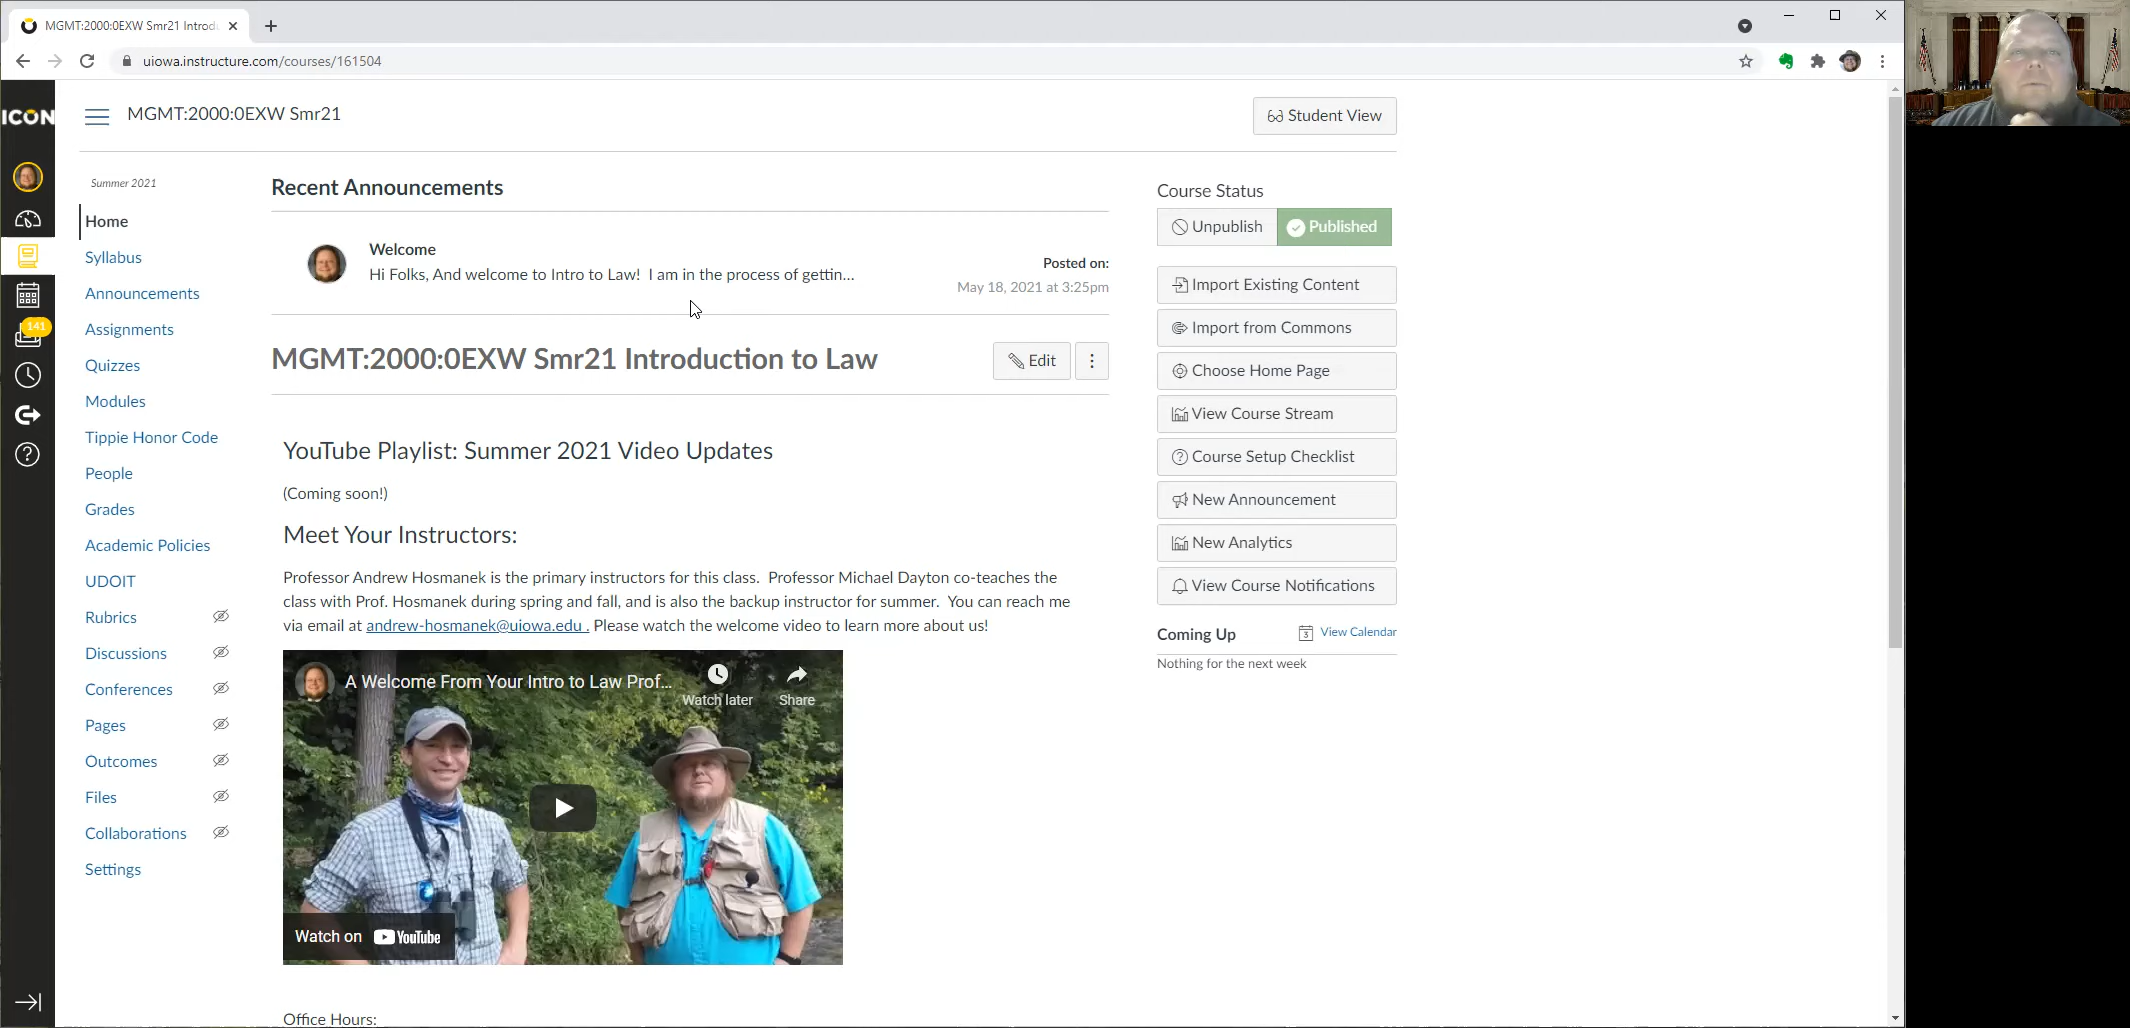 MGMT:2000:0EXW Smr21 Introd
uiowa.instructure.com/courses/161504
ICON
MGMT:2000:0EXW Smr21
Student View
141
Summer 2021
Home
Syllabus
Announcements
Assignments
Quizzes
Modules
Tippie Honor Code
People
Grades
Academic Policies
UDOIT
Rubrics
Discussions
Conferences
Pages
Outcomes
Files
Collaborations
Settings
Recent Announcements
Welcome
Hi Folks, And welcome to Intro to Law! I am in the process of gettin...
Posted on:
May 18, 2021 at 3:25pm
MGMT:2000:0EXW Smr21 Introduction to Law
Edit
YouTube Playlist: Summer 2021 Video Updates
(Coming soon!)
Meet Your Instructors:
Professor Andrew Hosmanek is the primary instructors for this class. Professor Michael Dayton co-teaches the
class with Prof. Hosmanek during spring and fall, and is also the backup instructor for summer. You can reach me
via email at andrew-hosmanek@uiowa.edu . Please watch the welcome video to learn more about us!
A Welcome From Your Intro to Law Prof...
Watch later
Share
Watch on YouTube
Office Hours:
Course Status
Unpublish
Published
Import Existing Content
Import from Commons
Choose Home Page
View Course Stream
Course Setup Checklist
New Announcement
New Analytics
View Course Notifications
Coming Up
3
View Calendar
Nothing for the next week